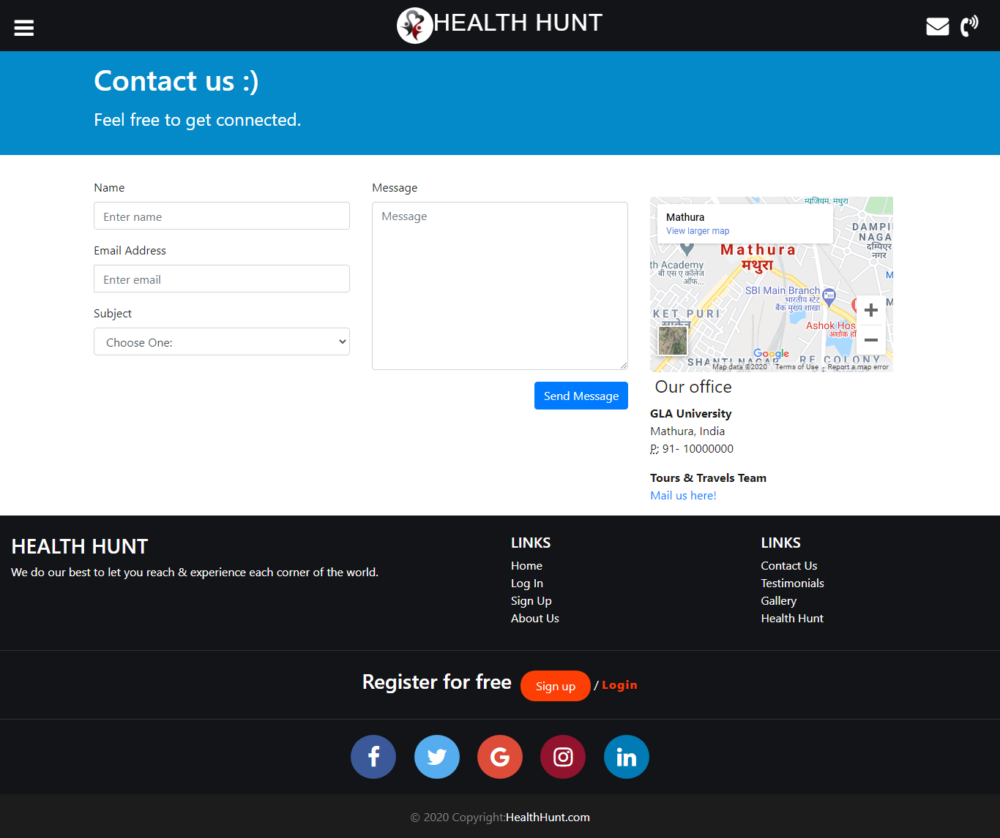 HEALTH HUNT
Contact us :)
Feel free to get connected.
Name
Enter name
Email Address
Enter email
Subject
Choose One:
Message
Message
Send Message
म्यूजियम, मथुरा
Mathura
View larger map
DAMPI
NAGA
दम्पिएर
नगर
Mathura
मथुरा
th Academy
बी एस ए कॉलेज
ऑफ...
M
SBI Main Branch
भारतीय स्टेट
बैंक मुख्य शाखा
M
KET PURI
साकेत
Ashok Hos
अशोक हॉ
Google
SHANTI NAGAR
RE COLONY
Map data ©2020 Terms of Use Report a map error
Our office
GLA University
Mathura, India
P: 91- 10000000
Tours & Travels Team
Mail us here!
HEALTH HUNT
We do our best to let you reach & experience each corner of the world.
LINKS
Home
Log In
Sign Up
About Us
LINKS
Contact Us
Testimonials
Gallery
Health Hunt
Register for free Sign up / Login
© 2020 Copyright:HealthHunt.com